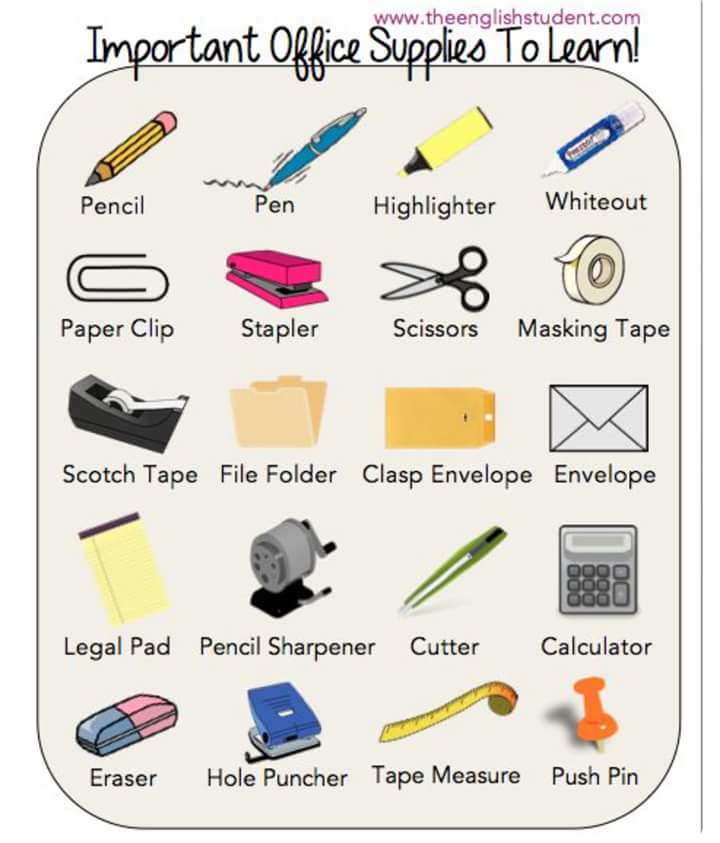 www.theenglishstudent.com
Important Office Supplies To Learn!
Pencil Pen Highlighter Whiteout
Paper Clip Stapler Scissors Masking Tape
Scotch Tape File Folder Clasp Envelope Envelope
Legal Pad Pencil Sharpener Cutter Calculator
Eraser Hole Puncher Tape Measure Push Pin